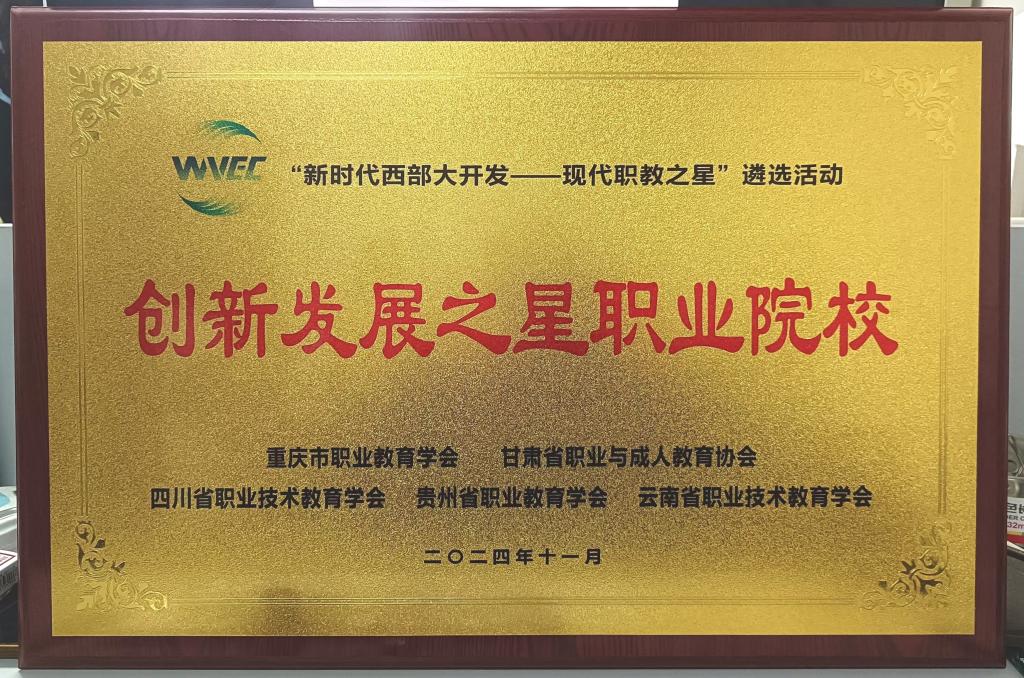 WVEC
“新时代西部大开发——现代职教之星”遴选活动
创新发展之星职业院校
重庆市职业教育学会 甘肃省职业与成人教育协会
四川省职业技术教育学会 贵州省职业教育学会 云南省职业技术教育学会
二〇二四年十一月